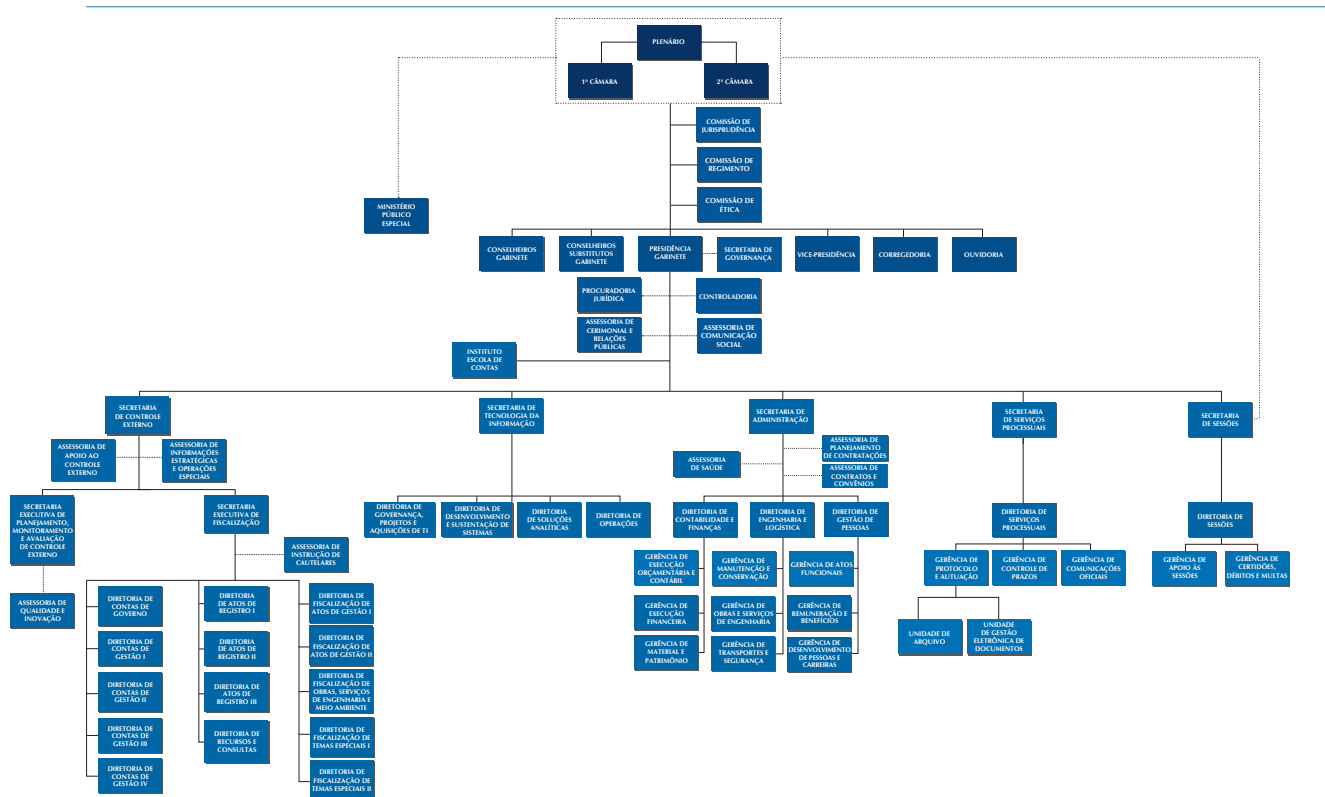 PLENÁRIO
1ª CÂMARA
2ª CÂMARA
COMISSÃO DE
JURISPRUDÊNCIA
COMISSÃO DE
REGIMENTO
COMISSÃO DE
ÉTICA
MINISTÉRIO
PÚBLICO
ESPECIAL
CONSELHEIROS
GABINETE
CONSELHEIROS
SUBSTITUTOS
GABINETE
PRESIDÊNCIA
GABINETE
SECRETARIA DE
GOVERNANÇA
VICE-PRESIDÊNCIA
CORREGEDORIA
OUVIDORIA
PROCURADORIA
JURÍDICA
CONTROLADORIA
ASSESSORIA DE
CERIMONIAL E
RELAÇÕES
PÚBLICAS
ASSESSORIA DE
COMUNICAÇÃO
SOCIAL
INSTITUTO
ESCOLA DE
CONTAS
SECRETARIA
DE CONTROLE
EXTERNO
SECRETARIA DE
TECNOLOGIA DA
INFORMAÇÃO
SECRETARIA DE
ADMINISTRAÇÃO
SECRETARIA
DE SERVIÇOS
PROCESSUAIS
SECRETARIA
DE SESSÕES
ASSESSORIA DE
APOIO AO
CONTROLE
EXTERNO
ASSESSORIA DE
INFORMAÇÕES
ESTRATÉGICAS
E OPERAÇÕES
ESPECIAIS
ASSESSORIA
DE SAÚDE
ASSESSORIA DE
PLANEJAMENTO
DE CONTRATAÇÕES
ASSESSORIA DE
CONTRATOS E
CONVÊNIOS
SECRETARIA
EXECUTIVA DE
PLANEJAMENTO,
MONITORAMENTO
E AVALIAÇÃO
DE CONTROLE
EXTERNO
SECRETARIA
EXECUTIVA DE
FISCALIZAÇÃO
DIRETORIA DE
GOVERNANÇA,
PROJETOS E
AQUISIÇÕES DE TI
DIRETORIA DE
DESENVOLVIMENTO
E SUSTENTAÇÃO DE
SISTEMAS
DIRETORIA
DE SOLUÇÕES
ANALÍTICAS
DIRETORIA
DE OPERAÇÕES
DIRETORIA DE
CONTABILIDADE E
FINANÇAS
DIRETORIA DE
ENGENHARIA E
LOGÍSTICA
DIRETORIA DE
GESTÃO DE
PESSOAS
DIRETORIA
DE SERVIÇOS
PROCESSUAIS
DIRETORIA DE
SESSÕES
ASSESSORIA DE
INSTRUÇÃO DE
CAUTELARES
GERÊNCIA DE
EXECUÇÃO
ORÇAMENTÁRIA E
CONTÁBIL
GERÊNCIA DE
MANUTENÇÃO E
CONSERVAÇÃO
GERÊNCIA DE ATOS
FUNCIONAIS
GERÊNCIA DE
PROTOCOLO
E AUTUAÇÃO
GERÊNCIA DE
CONTROLE DE
PRAZOS
GERÊNCIA DE
COMUNICAÇÕES
OFICIAIS
GERÊNCIA DE
APOIO ÀS
SESSÕES
GERÊNCIA DE
CERTIDÕES,
DÉBITOS E MULTAS
ASSESSORIA DE
QUALIDADE E
INOVAÇÃO
DIRETORIA DE
CONTAS DE
GOVERNO
DIRETORIA
DE ATOS DE
REGISTRO I
DIRETORIA DE
FISCALIZAÇÃO DE
ATOS DE GESTÃO I
GERÊNCIA DE
EXECUÇÃO
FINANCEIRA
GERÊNCIA DE
OBRAS E SERVIÇOS
DE ENGENHARIA
GERÊNCIA DE
REMUNERAÇÃO E
BENEFÍCIOS
UNIDADE DE
ARQUIVO
UNIDADE
DE GESTÃO
ELETRÔNICA DE
DOCUMENTOS
DIRETORIA DE
CONTAS DE
GESTÃO I
DIRETORIA
DE ATOS DE
REGISTRO II
DIRETORIA DE
FISCALIZAÇÃO DE
ATOS DE GESTÃO II
GERÊNCIA DE
MATERIAL E
PATRIMÔNIO
GERÊNCIA DE
TRANSPORTES E
SEGURANÇA
GERÊNCIA DE
DESENVOLVIMENTO
DE PESSOAS E
CARREIRAS
DIRETORIA DE
CONTAS DE
GESTÃO II
DIRETORIA DE
ATOS DE
REGISTRO III
DIRETORIA DE
FISCALIZAÇÃO DE
OBRAS, SERVIÇOS
DE ENGENHARIA E
MEIO AMBIENTE
DIRETORIA DE
CONTAS DE
GESTÃO III
DIRETORIA DE
RECURSOS E
CONSULTAS
DIRETORIA DE
FISCALIZAÇÃO DE
TEMAS ESPECIAIS I
DIRETORIA DE
CONTAS DE
GESTÃO IV
DIRETORIA DE
FISCALIZAÇÃO DE
TEMAS ESPECIAIS II